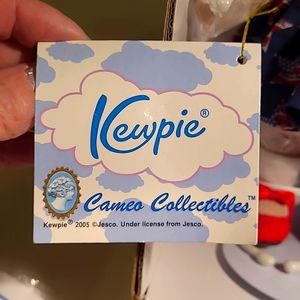 Kewpie®
Cameo Collectibles™
Kewpie® 2005 ©Jesco. Under license from Jesco.